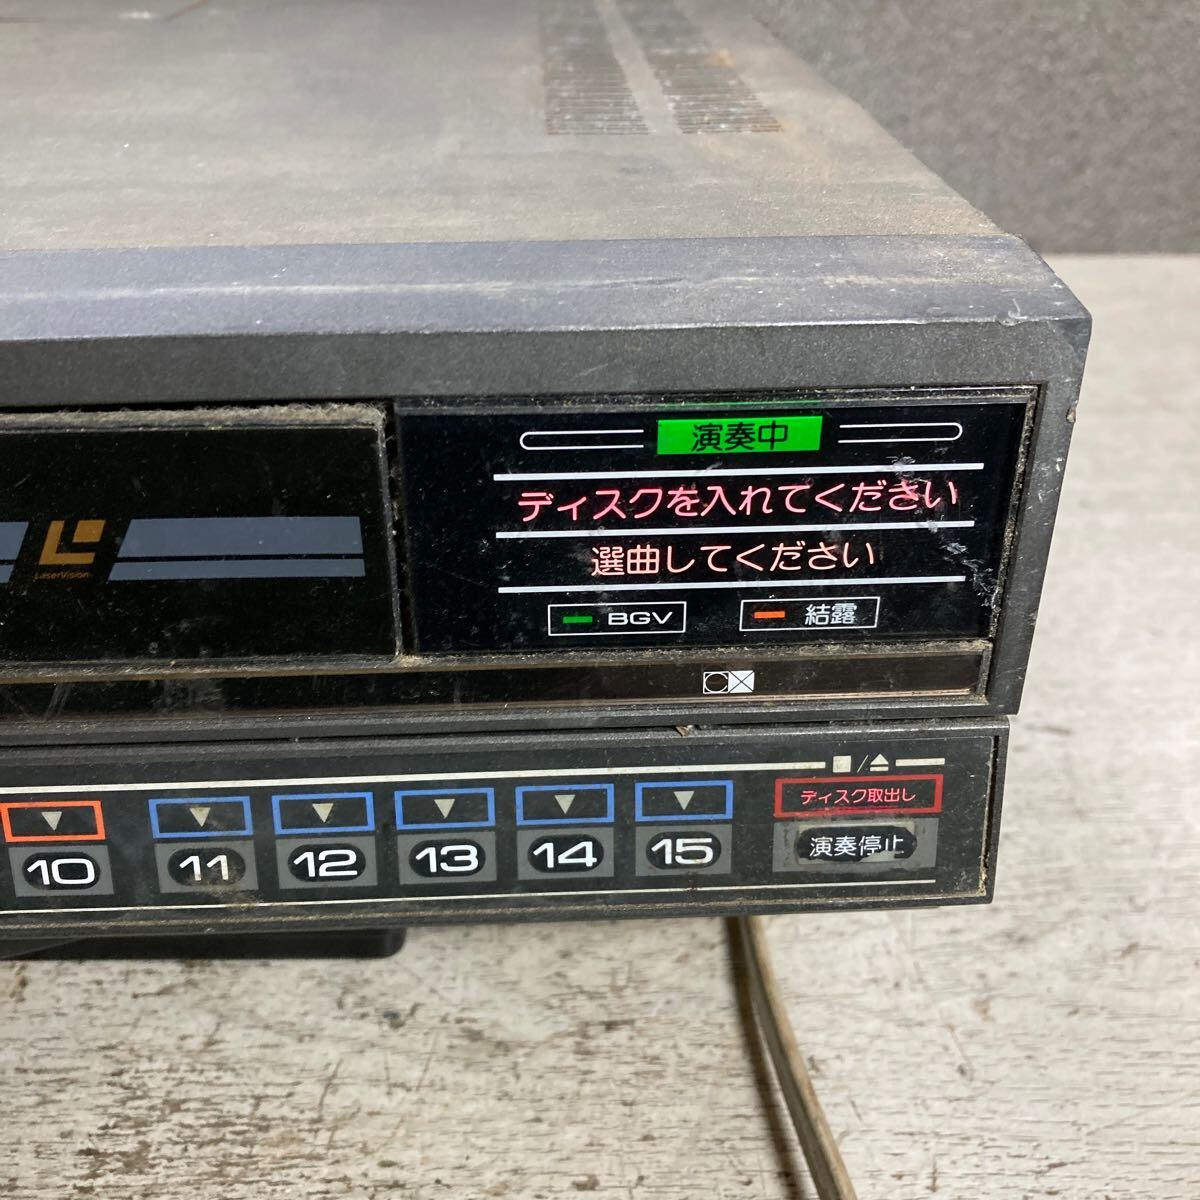 演奏中
ディスクを入れてください
選曲してください
BGV 結露
LaserVision
CX
ディスク取出し
10 11 12 13 14 15 演奏停止